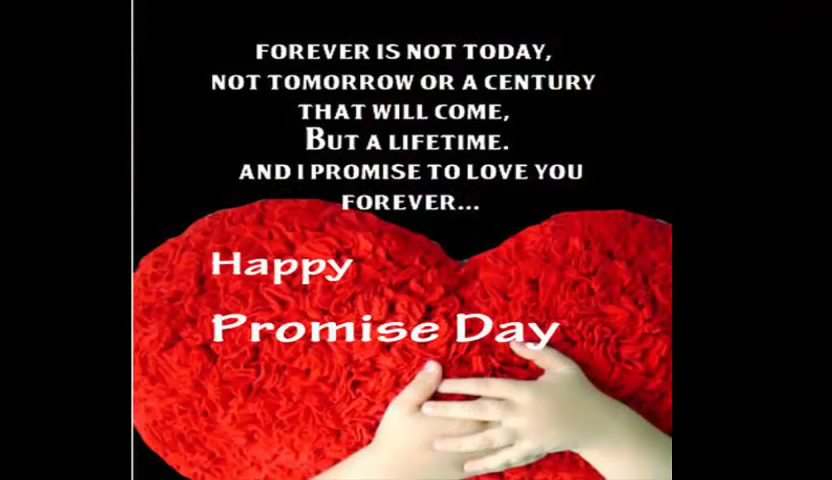 FOREVER IS NOT TODAY,
NOT TOMORROW OR A CENTURY
THAT WILL COME,
BUT A LIFETIME.
AND I PROMISE TO LOVE YOU
FOREVER...
Happy
Promise Day